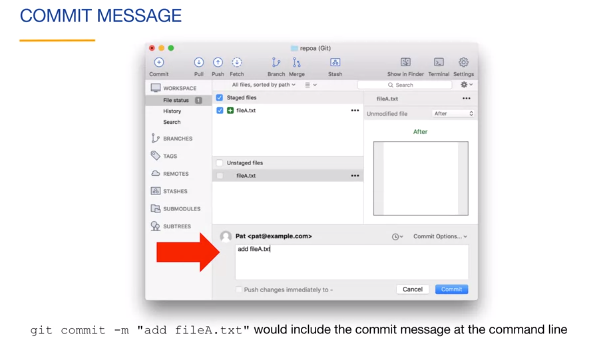 COMMIT MESSAGE
repoa (Git)
Commit Pull Push Fetch Branch Merge Stash Show in Finder Terminal Settings
WORKSPACE
All files, sorted by path
Search
File status 1
Staged files
fileA.txt
History
fileA.txt
Unmodified file After
Search
BRANCHES
After
TAGS
Unstaged files
REMOTES
fileA.txt
STASHES
SUBMODULES
SUBTREES
Pat <pat@example.com>
Commit Options...
add fileA.txt
Push changes immediately to -
Cancel Commit
git commit -m "add fileA.txt" would include the commit message at the command line